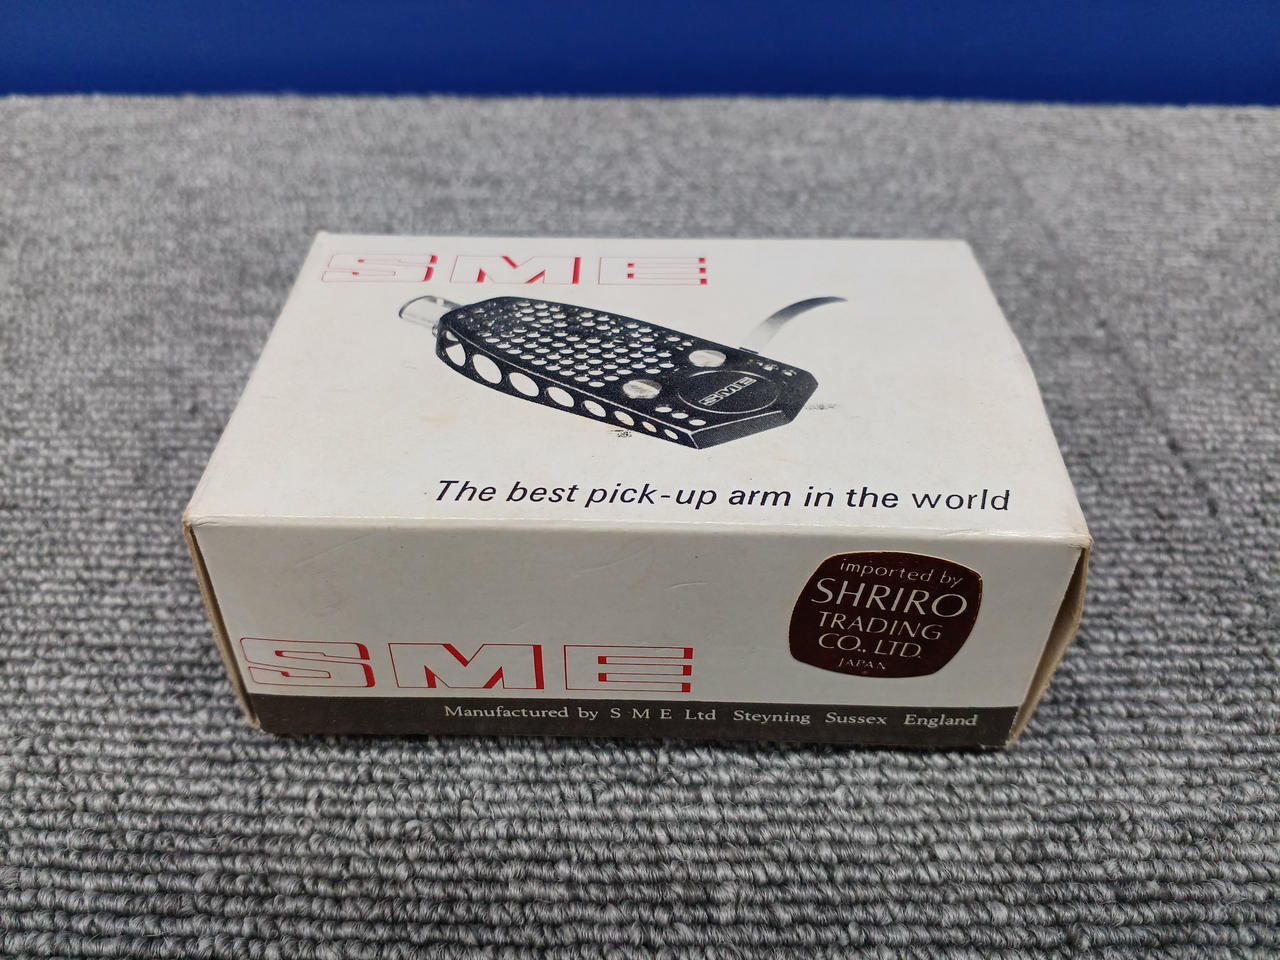 SME
SME
The best pick-up arm in the world
imported by
SHRIRO
TRADING
CO., LTD.
JAPAN
SME
Manufactured by S M E Ltd Steyning Sussex England